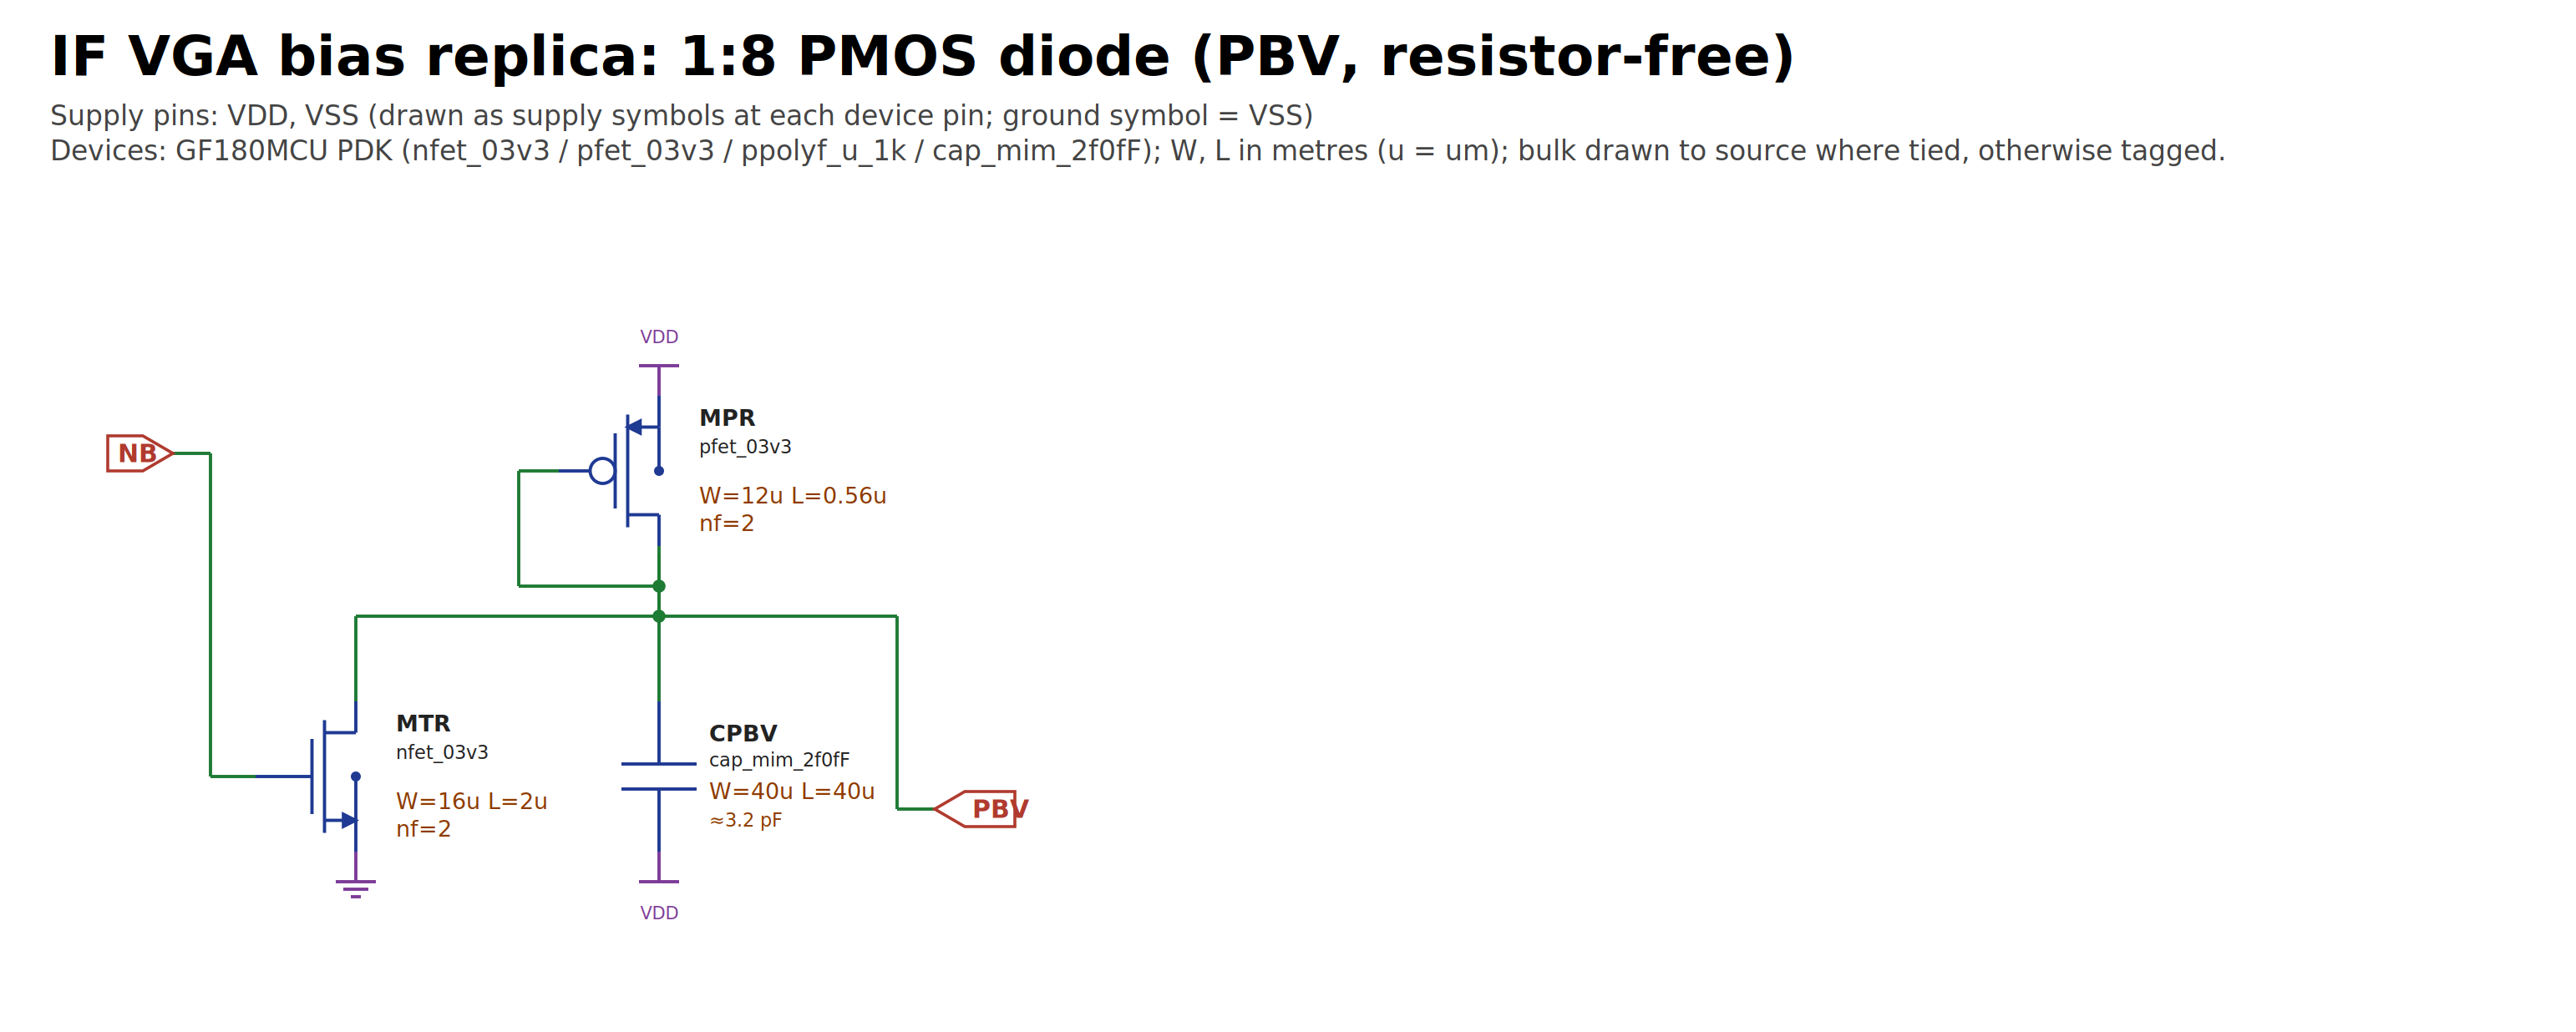 IF VGA bias replica: 1:8 PMOS diode (PBV, resistor-free)
Supply pins: VDD, VSS (drawn as supply symbols at each device pin; ground symbol = VSS)
Devices: GF180MCU PDK (nfet_03v3 / pfet_03v3 / ppolyf_u_1k / cap_mim_2f0fF); W, L in metres (u = um); bulk drawn to source where tied, otherwise tagged.
VDD
MPR
pfet_03v3
W=12u L=0.56u
nf=2
NB
MTR
nfet_03v3
W=16u L=2u
nf=2
CPBV
cap_mim_2f0fF
W=40u L=40u
≈3.2 pF
PBV
VDD